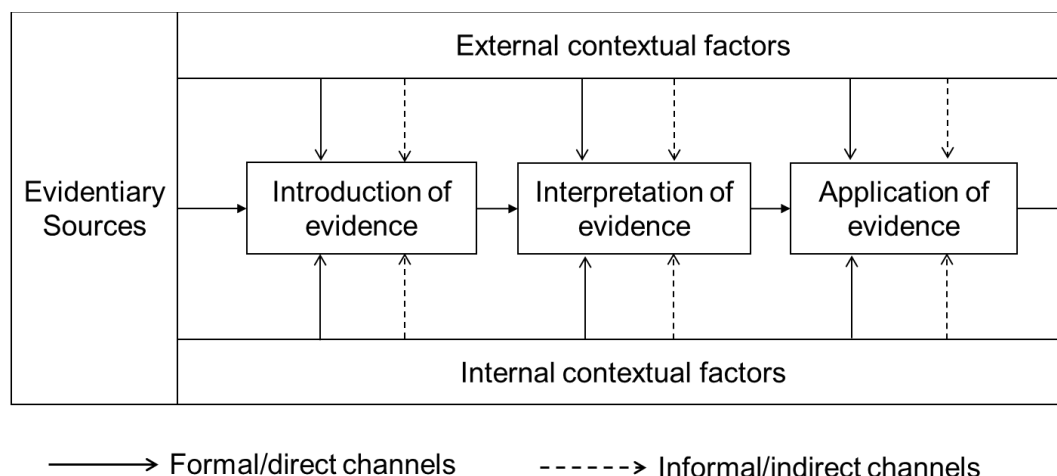 External contextual factors
Evidentiary
Sources
Introduction of
evidence
Interpretation of
evidence
Application of
evidence
Internal contextual factors
Formal/direct channels
Informal/indirect channels